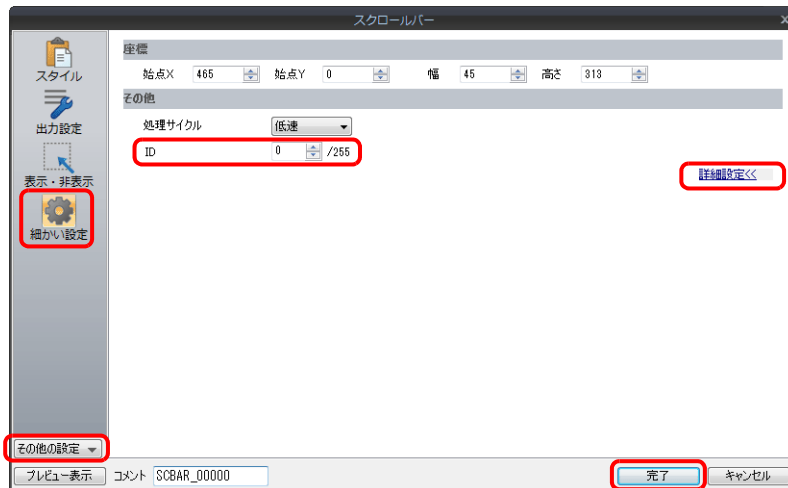 スクロールバー
x
スタイル
出力設定
表示・非表示
細かい設定
その他の設定
座標
始点X 465 始点Y 0 幅 45 高さ 313
その他
処理サイクル 低速
ID 0 /255
詳細設定<<
プレビュー表示 コメント SCBAR_00000 完了 キャンセル